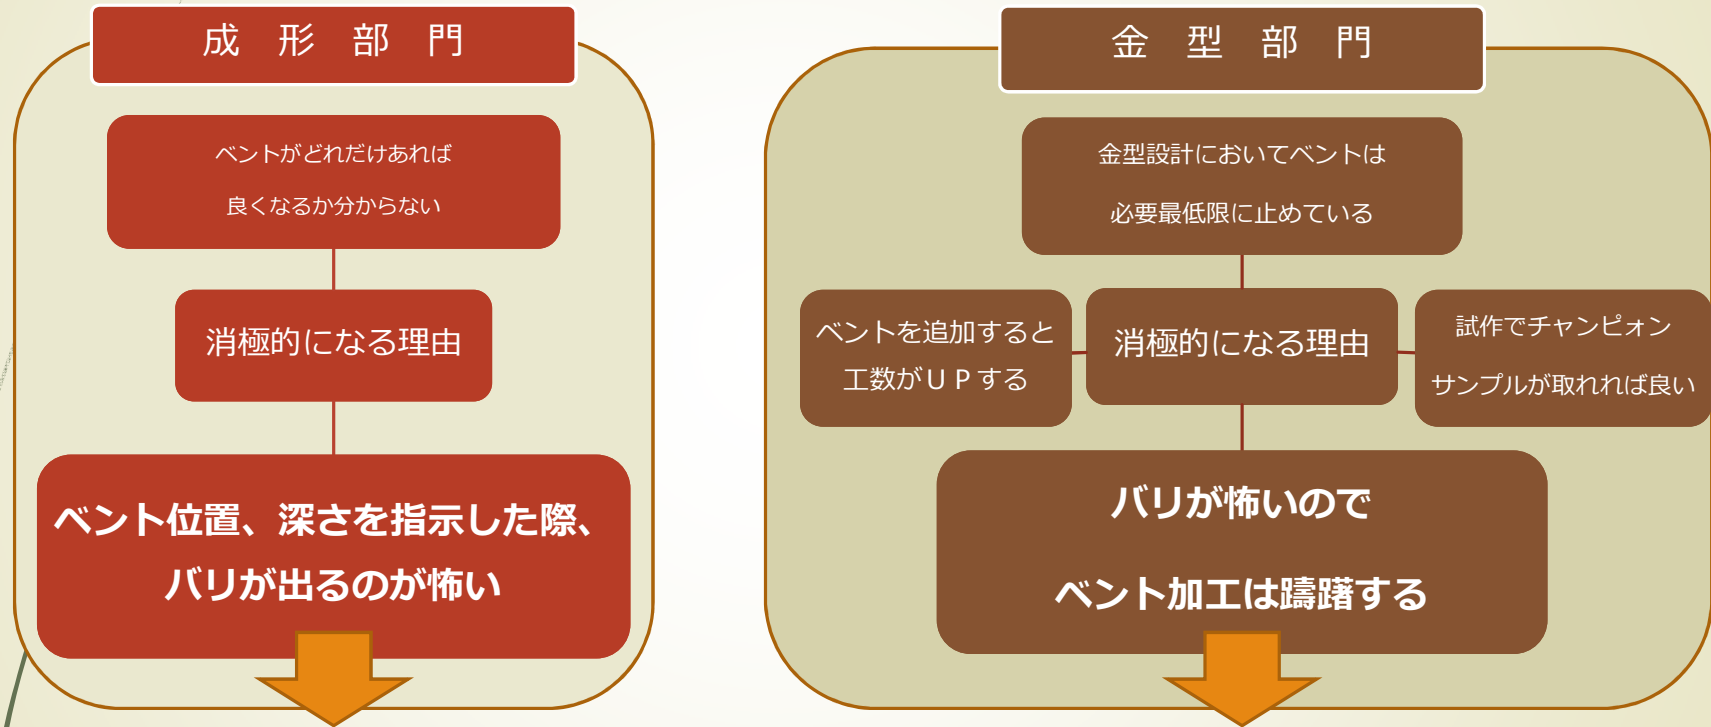 成 形 部 門
ベントがどれだけあれば
良くなるか分からない
消極的になる理由
ベント位置、深さを指示した際、
バリが出るのが怖い
金 型 部 門
金型設計においてベントは
必要最低限に止めている
ベントを追加すると
工数がＵＰする
消極的になる理由
試作でチャンピォン
サンプルが取れれば良い
バリが怖いので
ベント加工は躊躇する